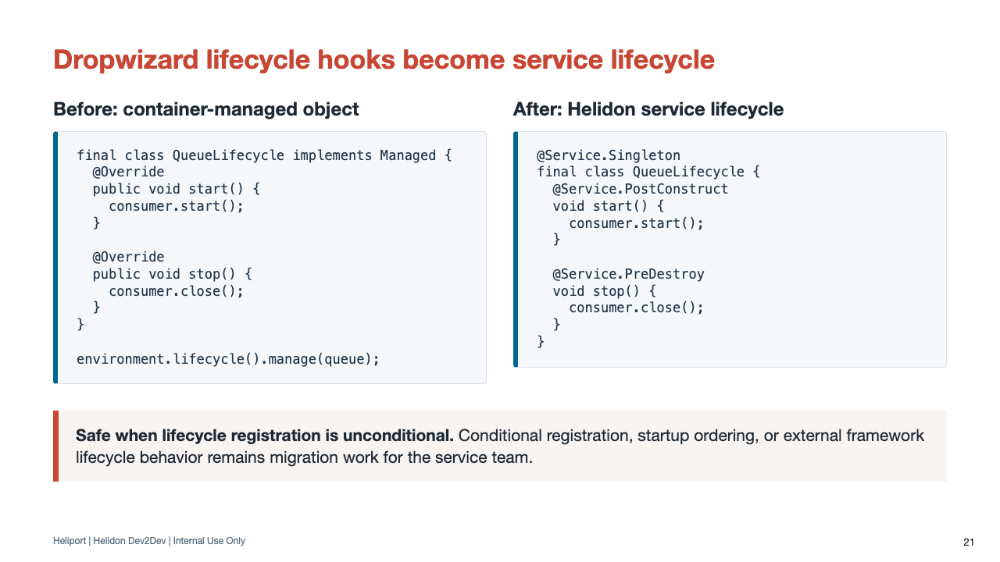 Dropwizard lifecycle hooks become service lifecycle
Before: container-managed object
final class QueueLifecycle implements Managed {
  @Override
  public void start() {
    consumer.start();
  }

  @Override
  public void stop() {
    consumer.close();
  }
}

environment.lifecycle().manage(queue);
After: Helidon service lifecycle
@Service.Singleton
final class QueueLifecycle {
  @Service.PostConstruct
  void start() {
    consumer.start();
  }

  @Service.PreDestroy
  void stop() {
    consumer.close();
  }
}
Safe when lifecycle registration is unconditional. Conditional registration, startup ordering, or external framework
lifecycle behavior remains migration work for the service team.
Heliport | Helidon Dev2Dev | Internal Use Only
21